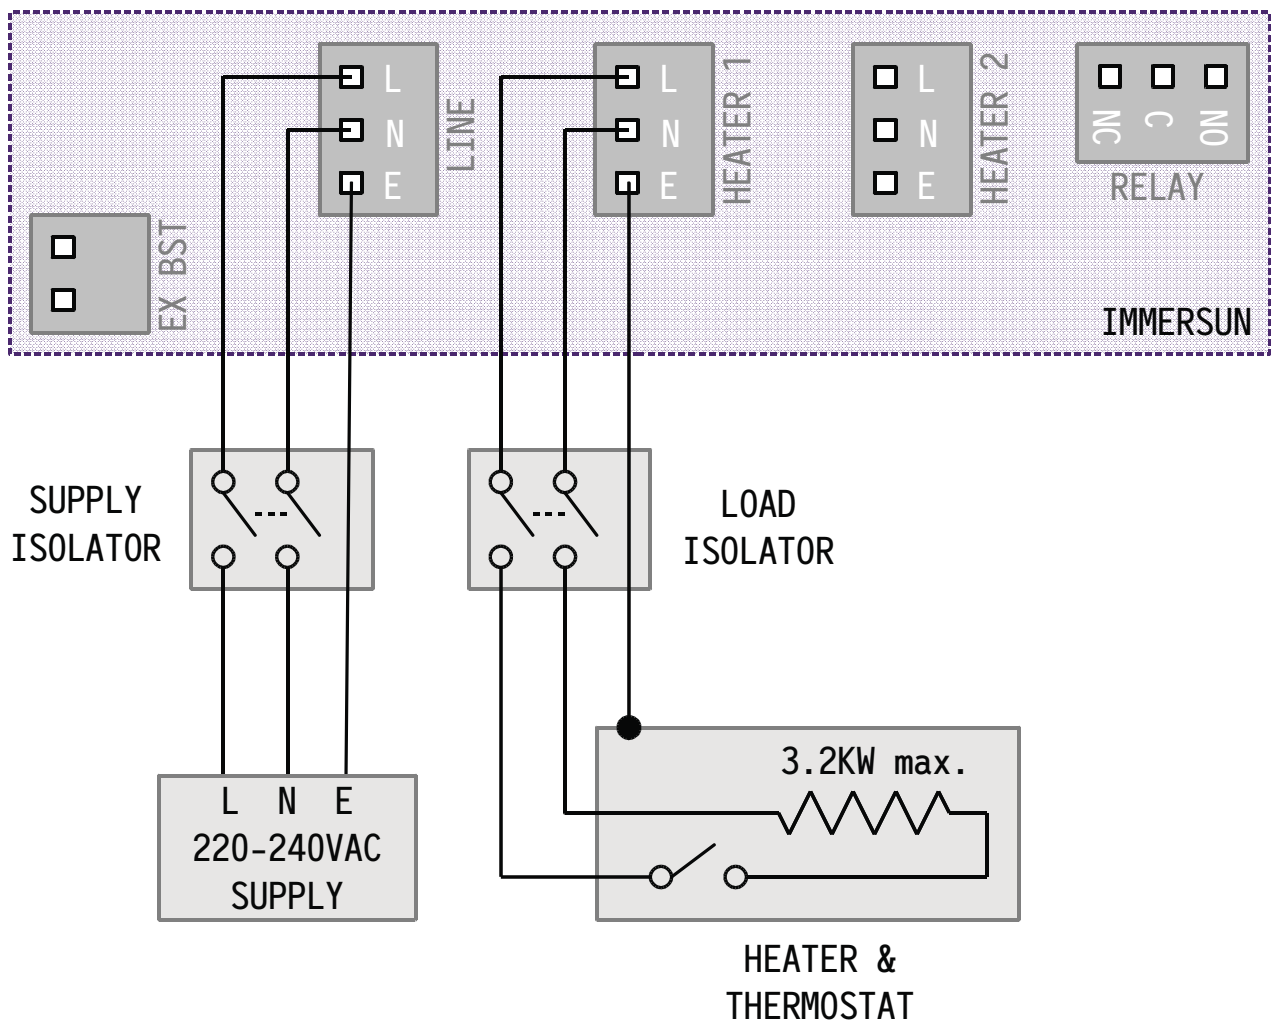 L
N
E
LINE
L
N
E
HEATER 1
L
N
E
HEATER 2
NC
C
NO
RELAY
EX BST
IMMERSUN
SUPPLY
ISOLATOR
LOAD
ISOLATOR
L N E
220-240VAC
SUPPLY
3.2KW max.
HEATER &
THERMOSTAT